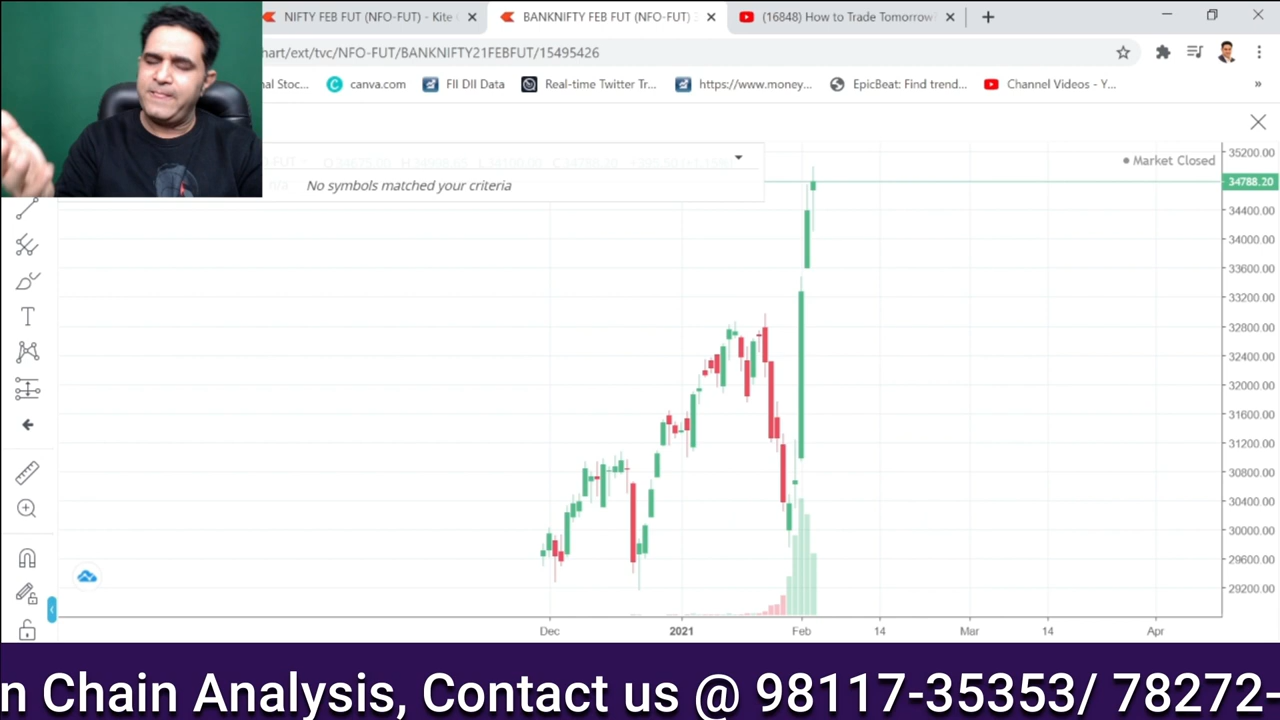 NIFTY FEB FUT (NFO-FUT) - Kite
BANKNIFTY FEB FUT (NFO-FUT)
(16848) How to Trade Tomorrow
hart/ext/tvc/NFO-FUT/BANKNIFTY21FEBFUT/15495426
nal Stoc...
canva.com
FII DII Data
Real-time Twitter Tr...
https://www.money...
EpicBeat: Find trend...
Channel Videos - Y...
»
No symbols matched your criteria
Market Closed
35200.00
34788.20
34400.00
34000.00
33600.00
33200.00
32800.00
32400.00
32000.00
31600.00
31200.00
30800.00
30400.00
30000.00
29600.00
29200.00
Dec 2021 Feb 14 Mar 14 Apr
n Chain Analysis, Contact us @ 98117-35353/ 78272-